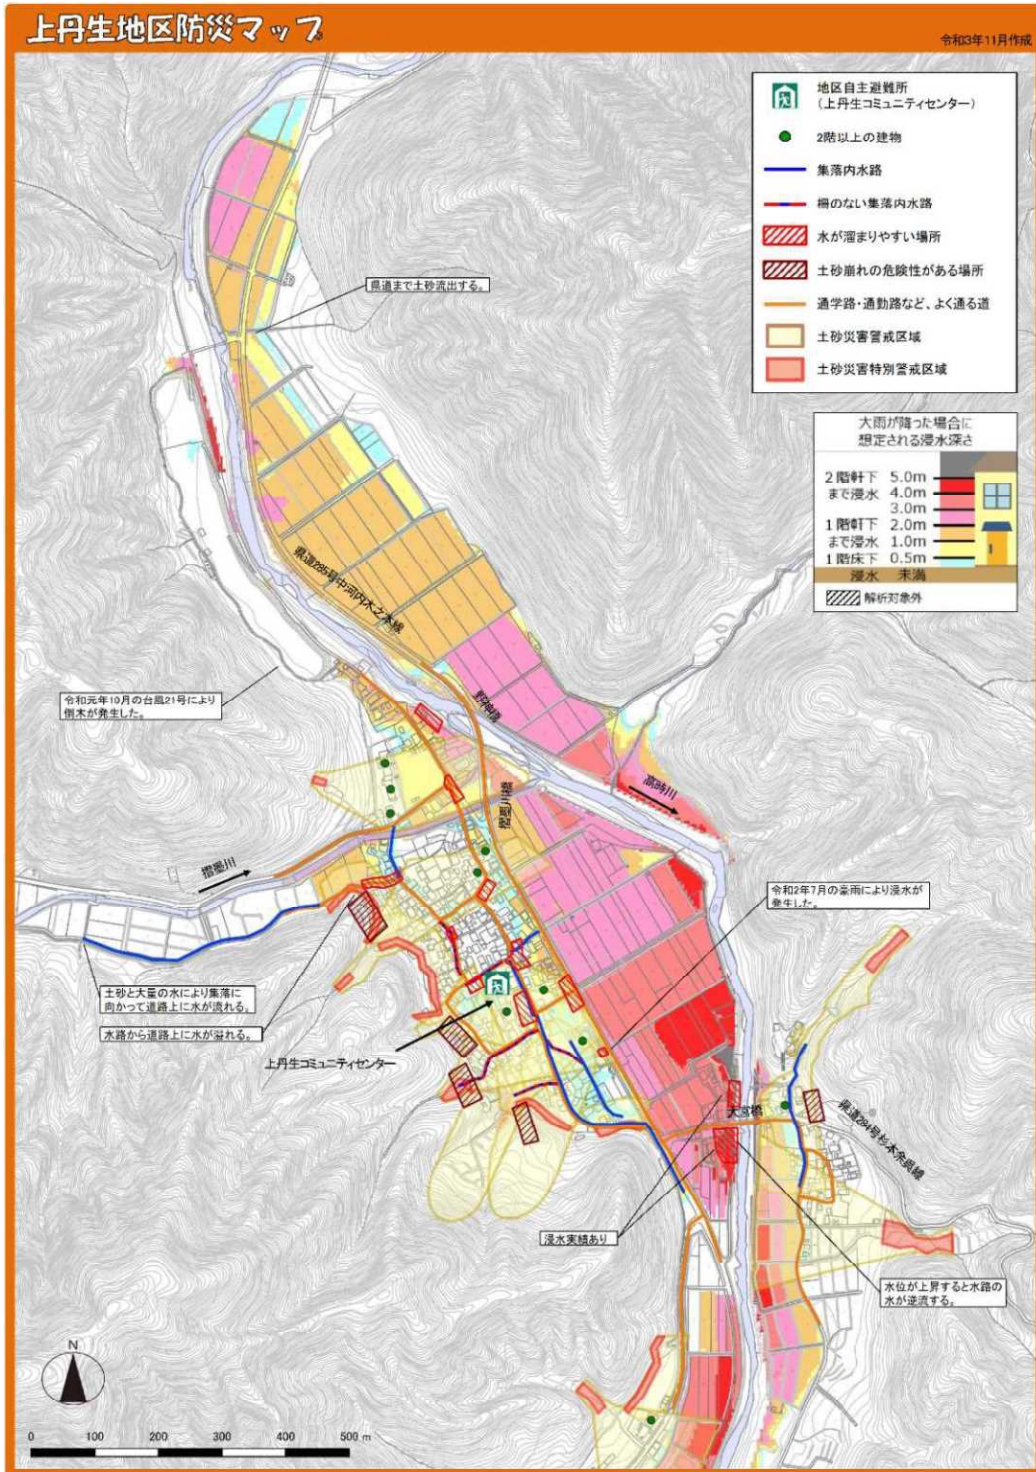 上丹生地区防災マップ
令和3年11月作成
地区自主避難所
(上丹生コミュニティセンター)
2階以上の建物
集落内水路
柵のない集落内水路
水が溜まりやすい場所
土砂崩れの危険性がある場所
通学路・通勤路など、よく通る道
土砂災害警戒区域
土砂災害特別警戒区域
大雨が降った場合に
想定される浸水深さ
2階軒下 5.0m
まで浸水 4.0m
3.0m
1階軒下 2.0m
まで浸水 1.0m
1階床下 0.5m
浸水 未満
解析対象外
県道まで土砂流出する。
県道285号中河内木之本線
令和元年10月の台風21号により
倒木が発生した。
野神橋
高時川
摺墨川橋
摺墨川
令和2年7月の豪雨により浸水が
発生した。
土砂と大量の水により集落に
向かって道路上に水が流れる。
水路から道路上に水が溢れる。
上丹生コミュニティセンター
大宮橋
県道284号杉本余呉線
浸水実績あり
水位が上昇すると水路の
水が逆流する。
N
0 100 200 300 400 500 m